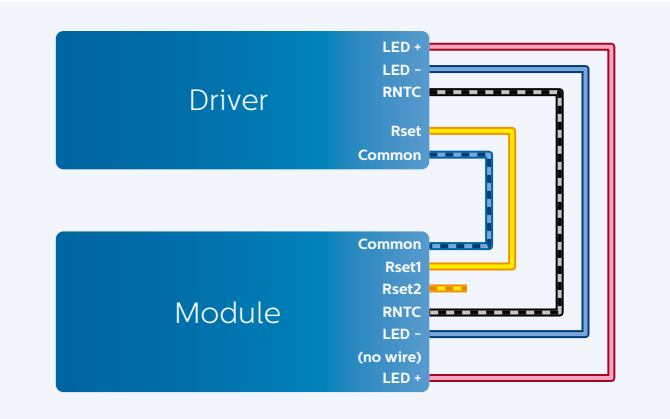 Driver
LED +
LED −
RNTC
Rset
Common
Module
Common
Rset1
Rset2
RNTC
LED −
(no wire)
LED +